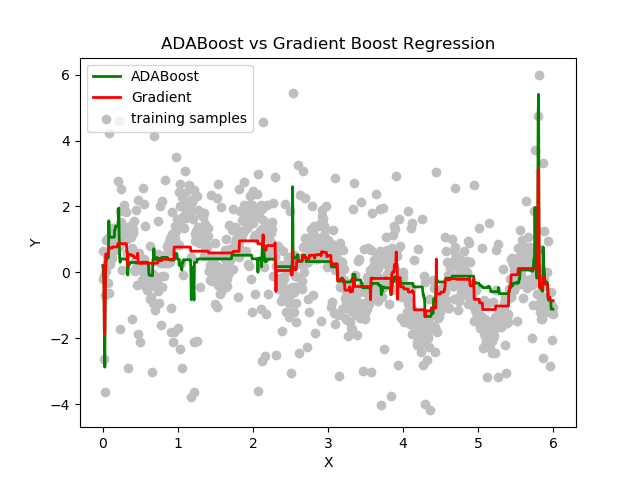 ADABoost vs Gradient Boost Regression
ADABoost
Gradient
training samples
6
4
2
0
−2
−4
Y
0
1
2
3
4
5
6
X